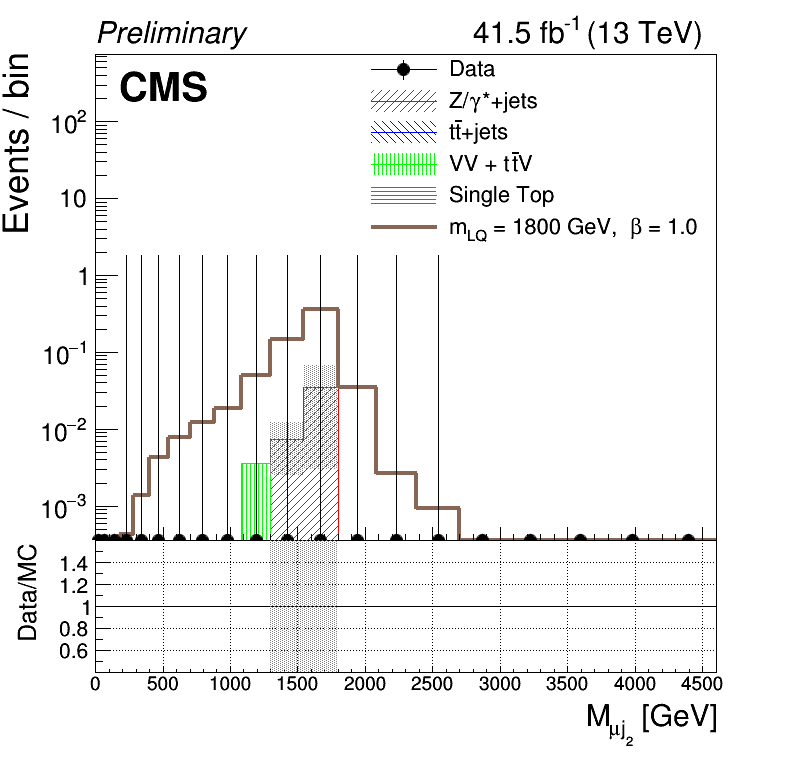 Preliminary 41.5 fb⁻¹ (13 TeV)
CMS
Data
Z/γ*+jets
tt̄+jets
VV + tt̄V
Single Top
m_LQ = 1800 GeV, β = 1.0
Events / bin
10²
10
1
10⁻¹
10⁻²
10⁻³
Data/MC
1.4
1.2
1
0.8
0.6
0 500 1000 1500 2000 2500 3000 3500 4000 4500
M_μj₂ [GeV]